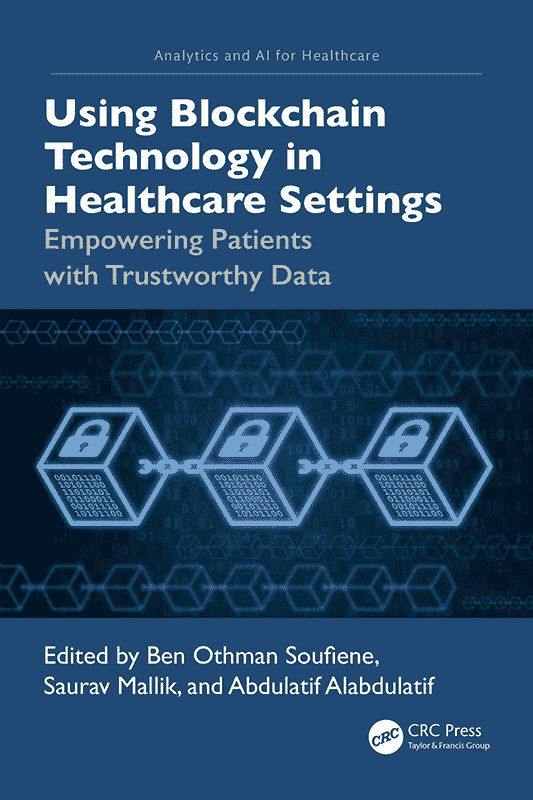 Analytics and AI for Healthcare
Using Blockchain
Technology in
Healthcare Settings
Empowering Patients
with Trustworthy Data
Edited by Ben Othman Soufiene,
Saurav Mallik, and Abdulatif Alabdulatif
CRC
CRC Press
Taylor & Francis Group